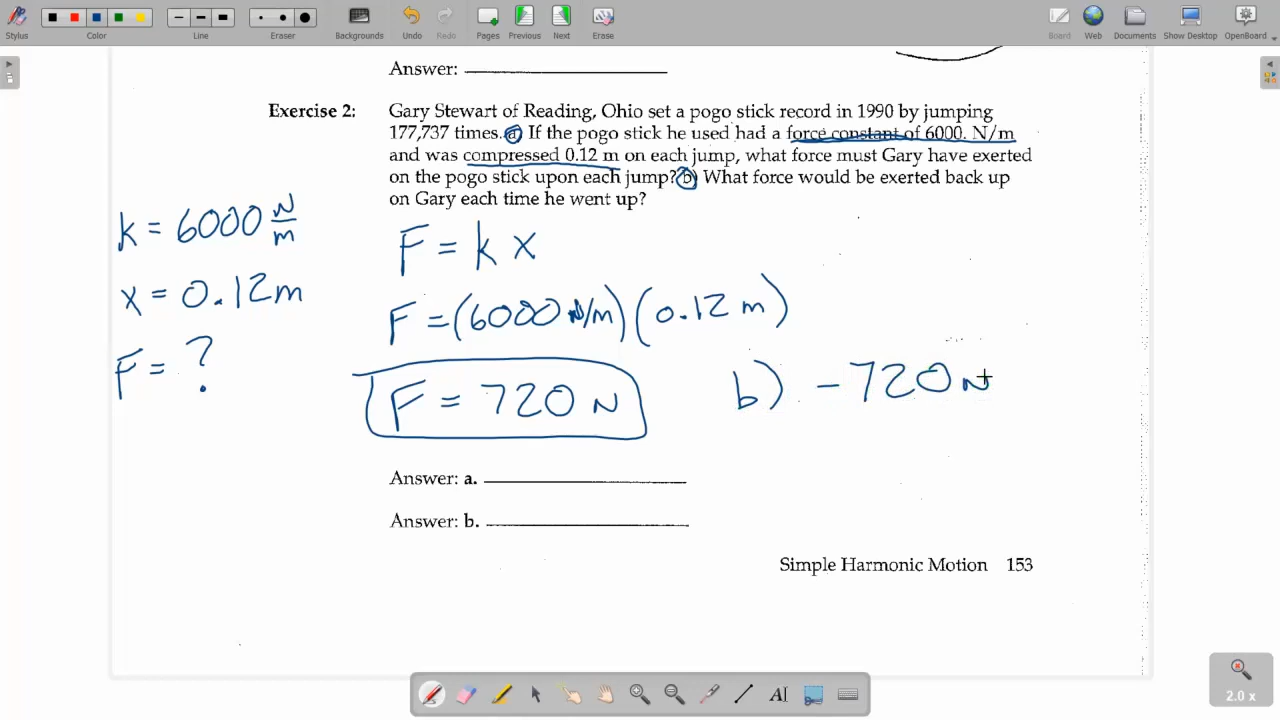 Stylus Color Line Eraser Backgrounds Undo Redo Pages Previous Next Erase Board Web Documents Show Desktop OpenBoard
Answer:
Exercise 2: Gary Stewart of Reading, Ohio set a pogo stick record in 1990 by jumping
177,737 times. a) If the pogo stick he used had a force constant of 6000. N/m
and was compressed 0.12 m on each jump, what force must Gary have exerted
on the pogo stick upon each jump? b) What force would be exerted back up
on Gary each time he went up?
k = 6000 N/m
x = 0.12m
F = ?
F = k x
F = (6000 N/m) (0.12 m)
F = 720 N
b) -720 N
Answer: a.
Answer: b.
Simple Harmonic Motion 153
AI
2.0 x